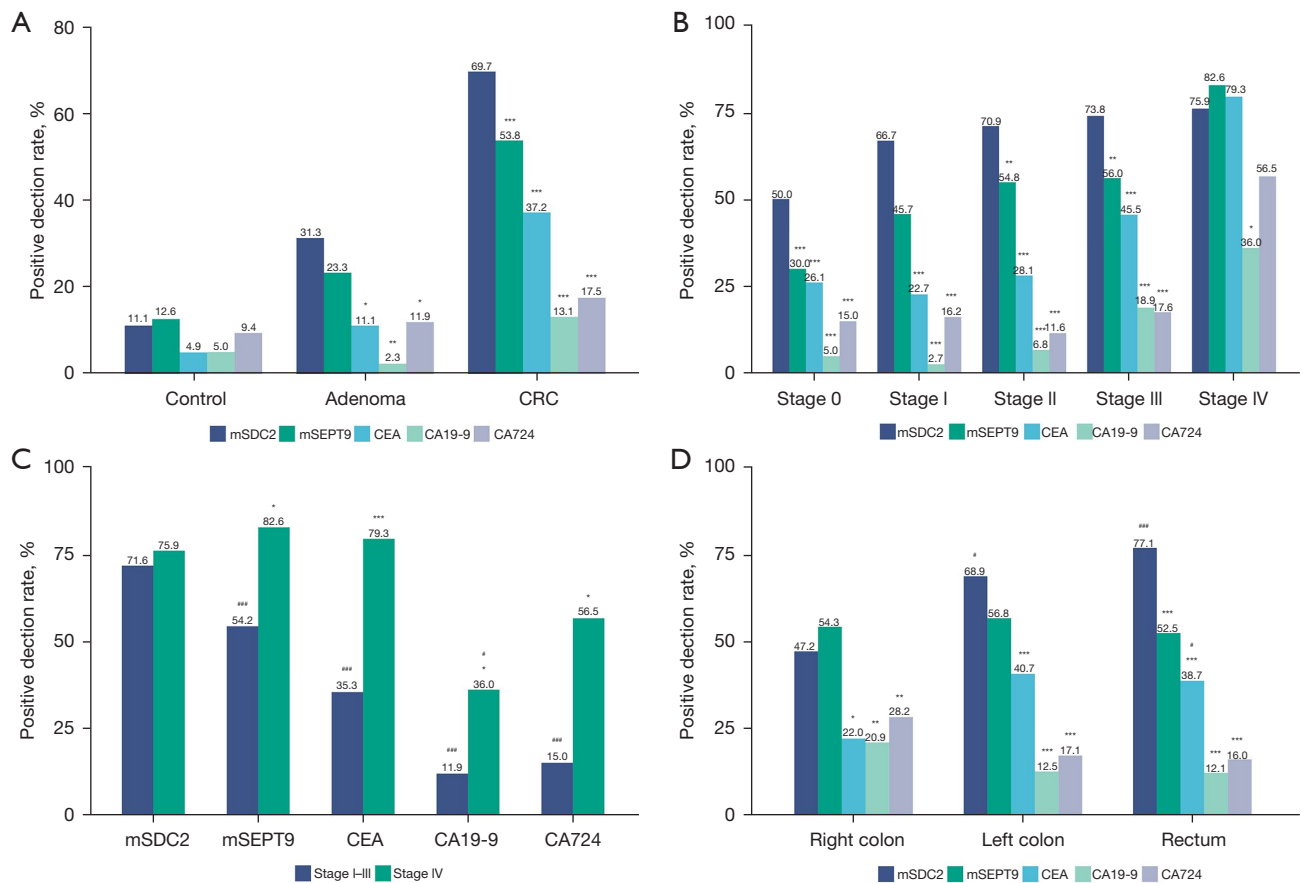 A
Positive dection rate, %
80
60
40
20
0
11.1 12.6 4.9 5.0 9.4
31.3 23.3 * 11.1 ** 2.3 * 11.9
69.7 *** 53.8 *** 37.2 *** 13.1 *** 17.5
Control Adenoma CRC
mSDC2 mSEPT9 CEA CA19-9 CA724
B
Positive dection rate, %
100
75
50
25
0
50.0 *** 30.0 *** 26.1 *** 5.0 *** 15.0
66.7 45.7 *** 22.7 *** 2.7 *** 16.2
70.9 ** 54.8 *** 28.1 *** 6.8 *** 11.6
73.8 ** 56.0 *** 45.5 *** 18.9 *** 17.6
75.9 82.6 79.3 * 36.0 56.5
Stage 0 Stage I Stage II Stage III Stage IV
mSDC2 mSEPT9 CEA CA19-9 CA724
C
Positive dection rate, %
100
75
50
25
0
71.6 75.9
### 54.2 * 82.6
### 35.3 *** 79.3
### 11.9 # * 36.0
### 15.0 * 56.5
mSDC2 mSEPT9 CEA CA19-9 CA724
Stage I–III Stage IV
D
Positive dection rate, %
100
75
50
25
0
47.2 54.3 * 22.0 ** 20.9 ** 28.2
# 68.9 56.8 *** 40.7 *** 12.5 *** 17.1
### 77.1 *** 52.5 # *** 38.7 *** 12.1 *** 16.0
Right colon Left colon Rectum
mSDC2 mSEPT9 CEA CA19-9 CA724